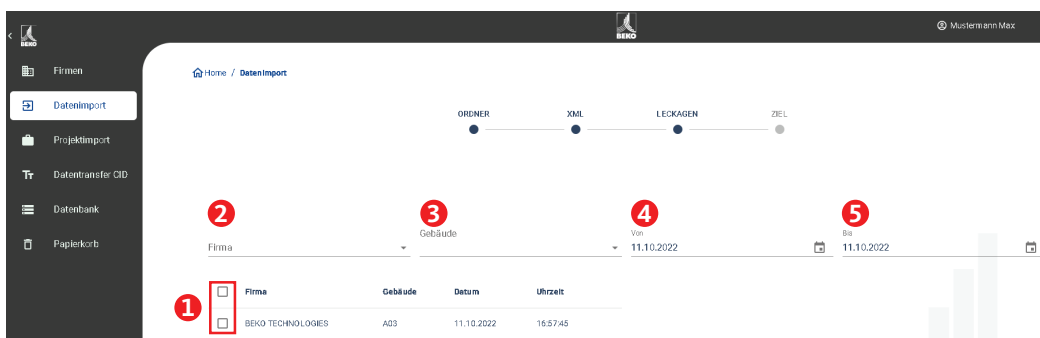 BEKO
BEKO
Mustermann Max
Firmen
Home / Datenimport
Datenimport
ORDNER XML LECKAGEN ZIEL
Projektimport
Datentransfer CID
Datenbank
2 3 4 5
Gebäude Von Bis
Papierkorb
Firma 11.10.2022 11.10.2022
Firma Gebäude Datum Uhrzeit
1
BEKO TECHNOLOGIES A03 11.10.2022 16:57:45